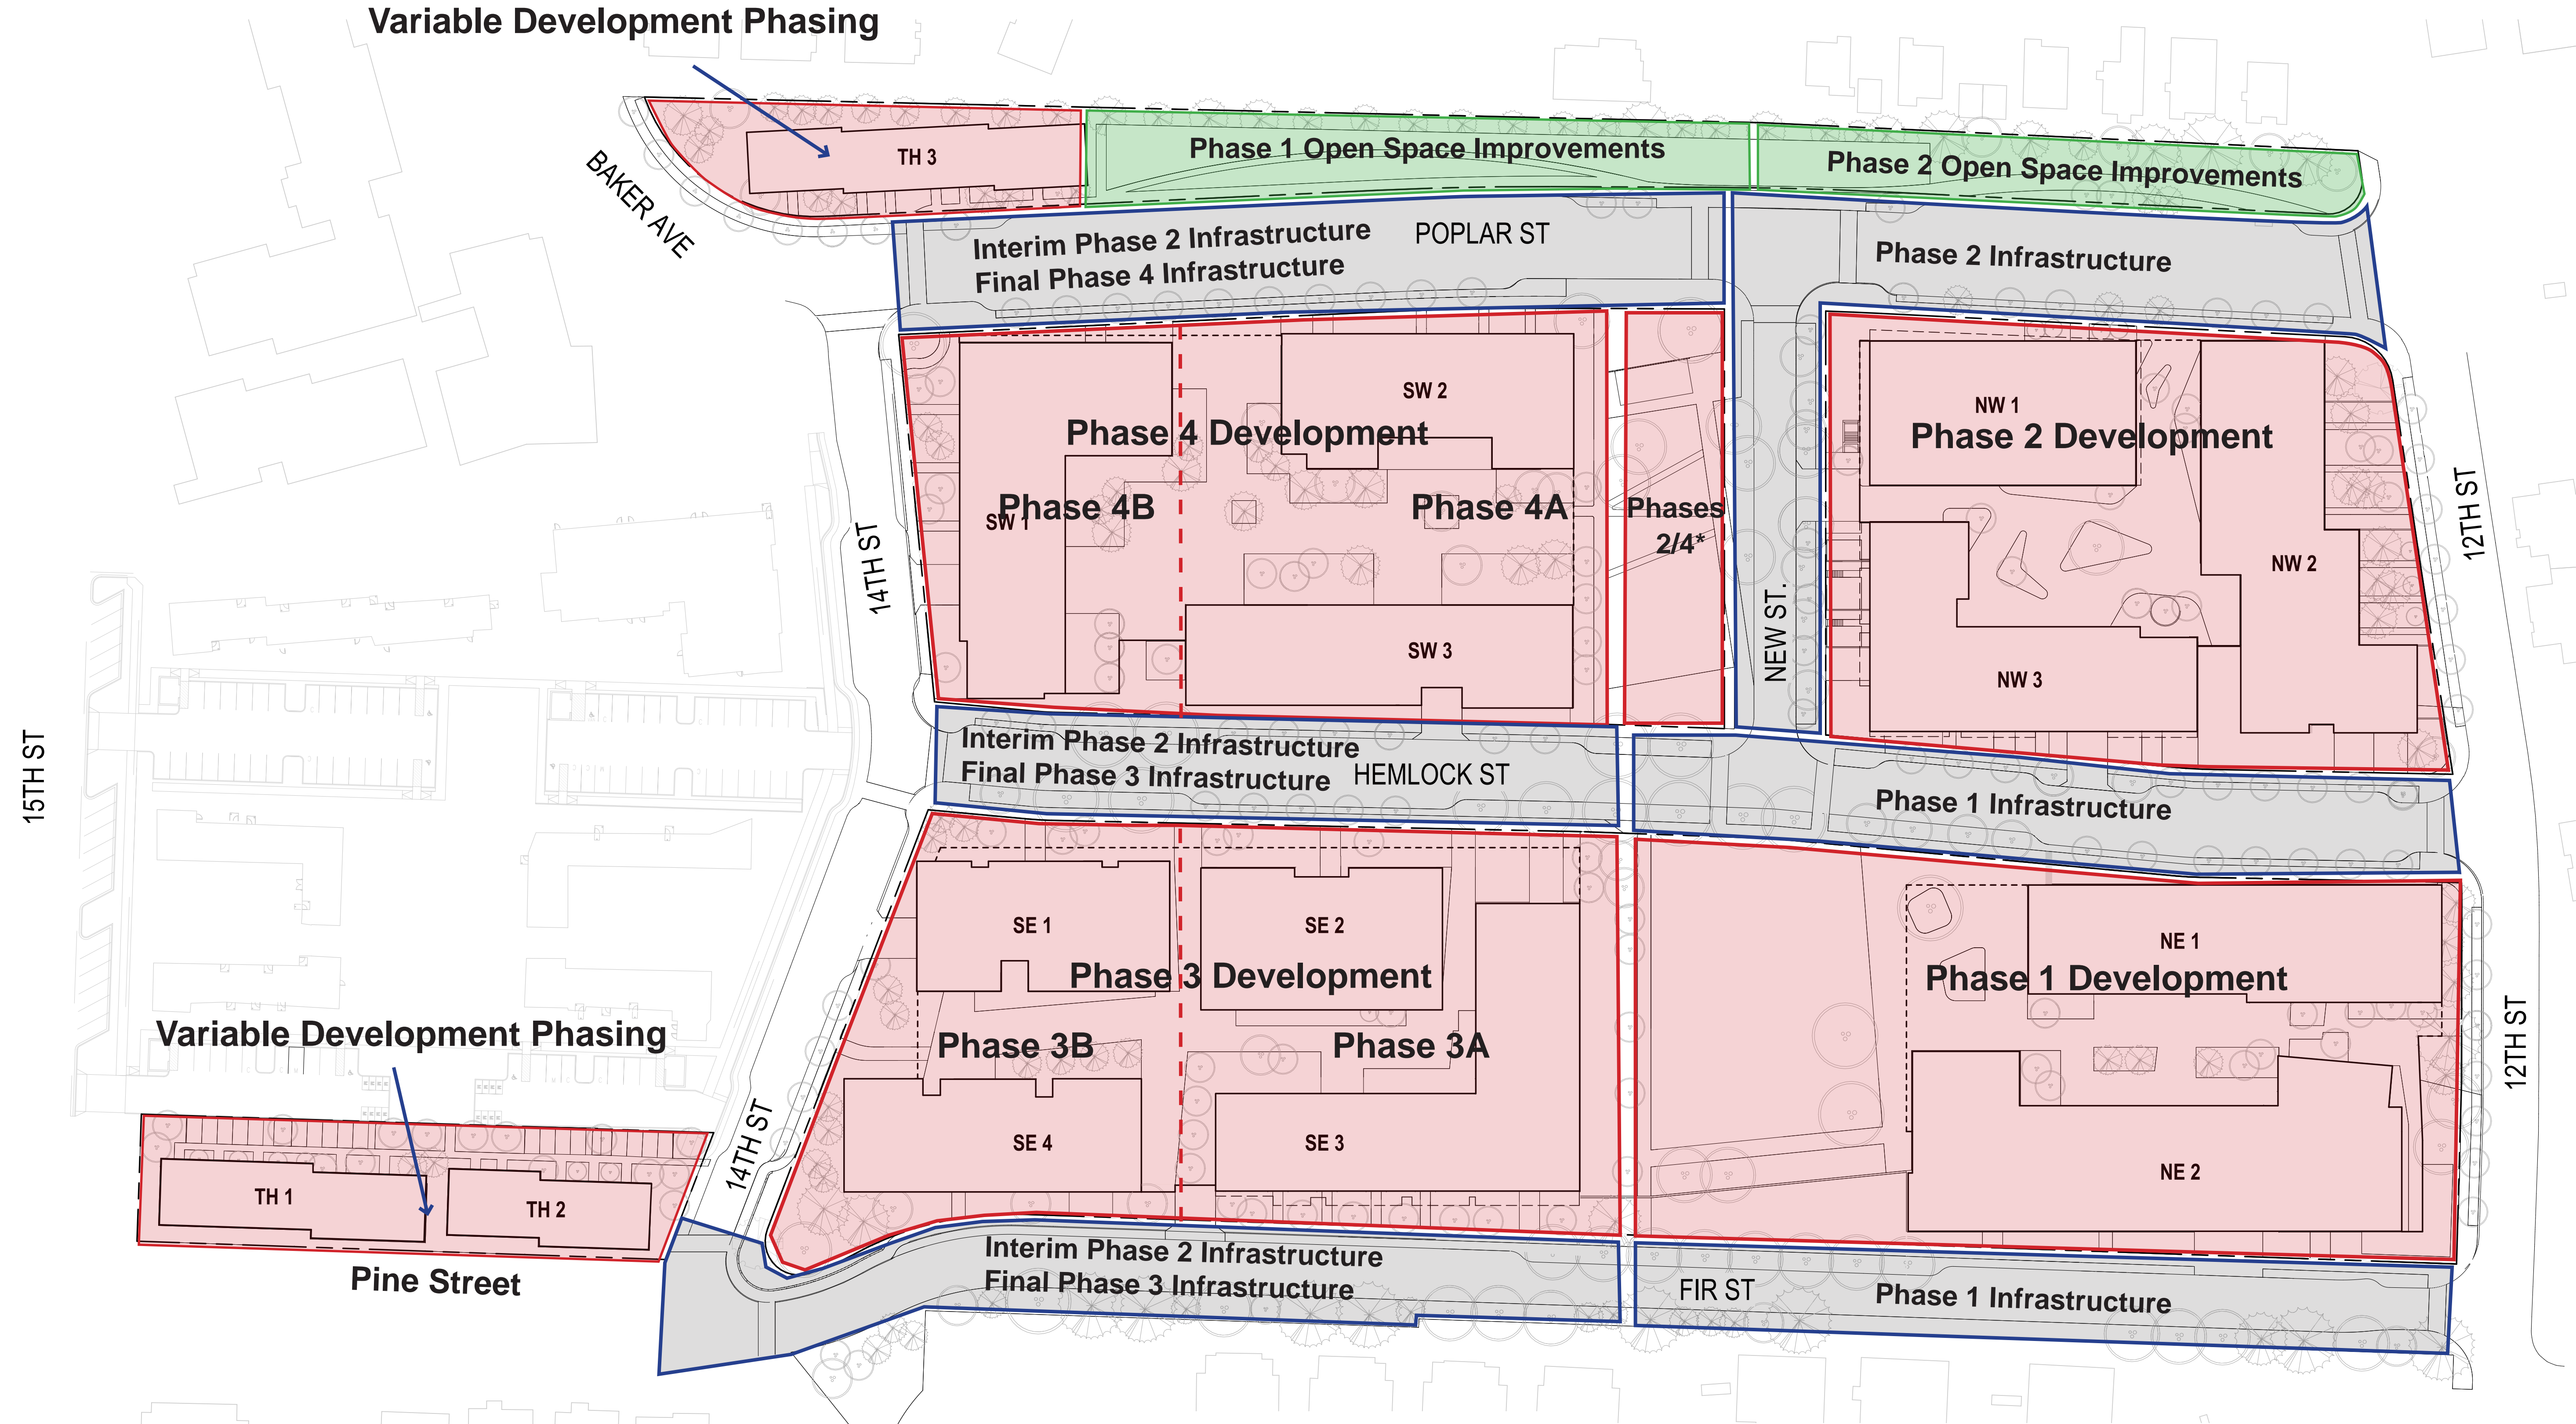 Variable Development Phasing
TH 3
Phase 1 Open Space Improvements
Phase 2 Open Space Improvements
BAKER AVE
Interim Phase 2 Infrastructure
Final Phase 4 Infrastructure
POPLAR ST
Phase 2 Infrastructure
SW 2
NW 1
Phase 4 Development
Phase 2 Development
SW 1
Phase 4B
Phase 4A
Phases
2/4*
14TH ST
12TH ST
NW 2
NEW ST.
SW 3
NW 3
15TH ST
Interim Phase 2 Infrastructure
Final Phase 3 Infrastructure
HEMLOCK ST
Phase 1 Infrastructure
SE 1
SE 2
NE 1
Phase 3 Development
Phase 1 Development
Variable Development Phasing
Phase 3B
Phase 3A
12TH ST
14TH ST
SE 4
SE 3
NE 2
TH 1
TH 2
Pine Street
Interim Phase 2 Infrastructure
Final Phase 3 Infrastructure
FIR ST
Phase 1 Infrastructure